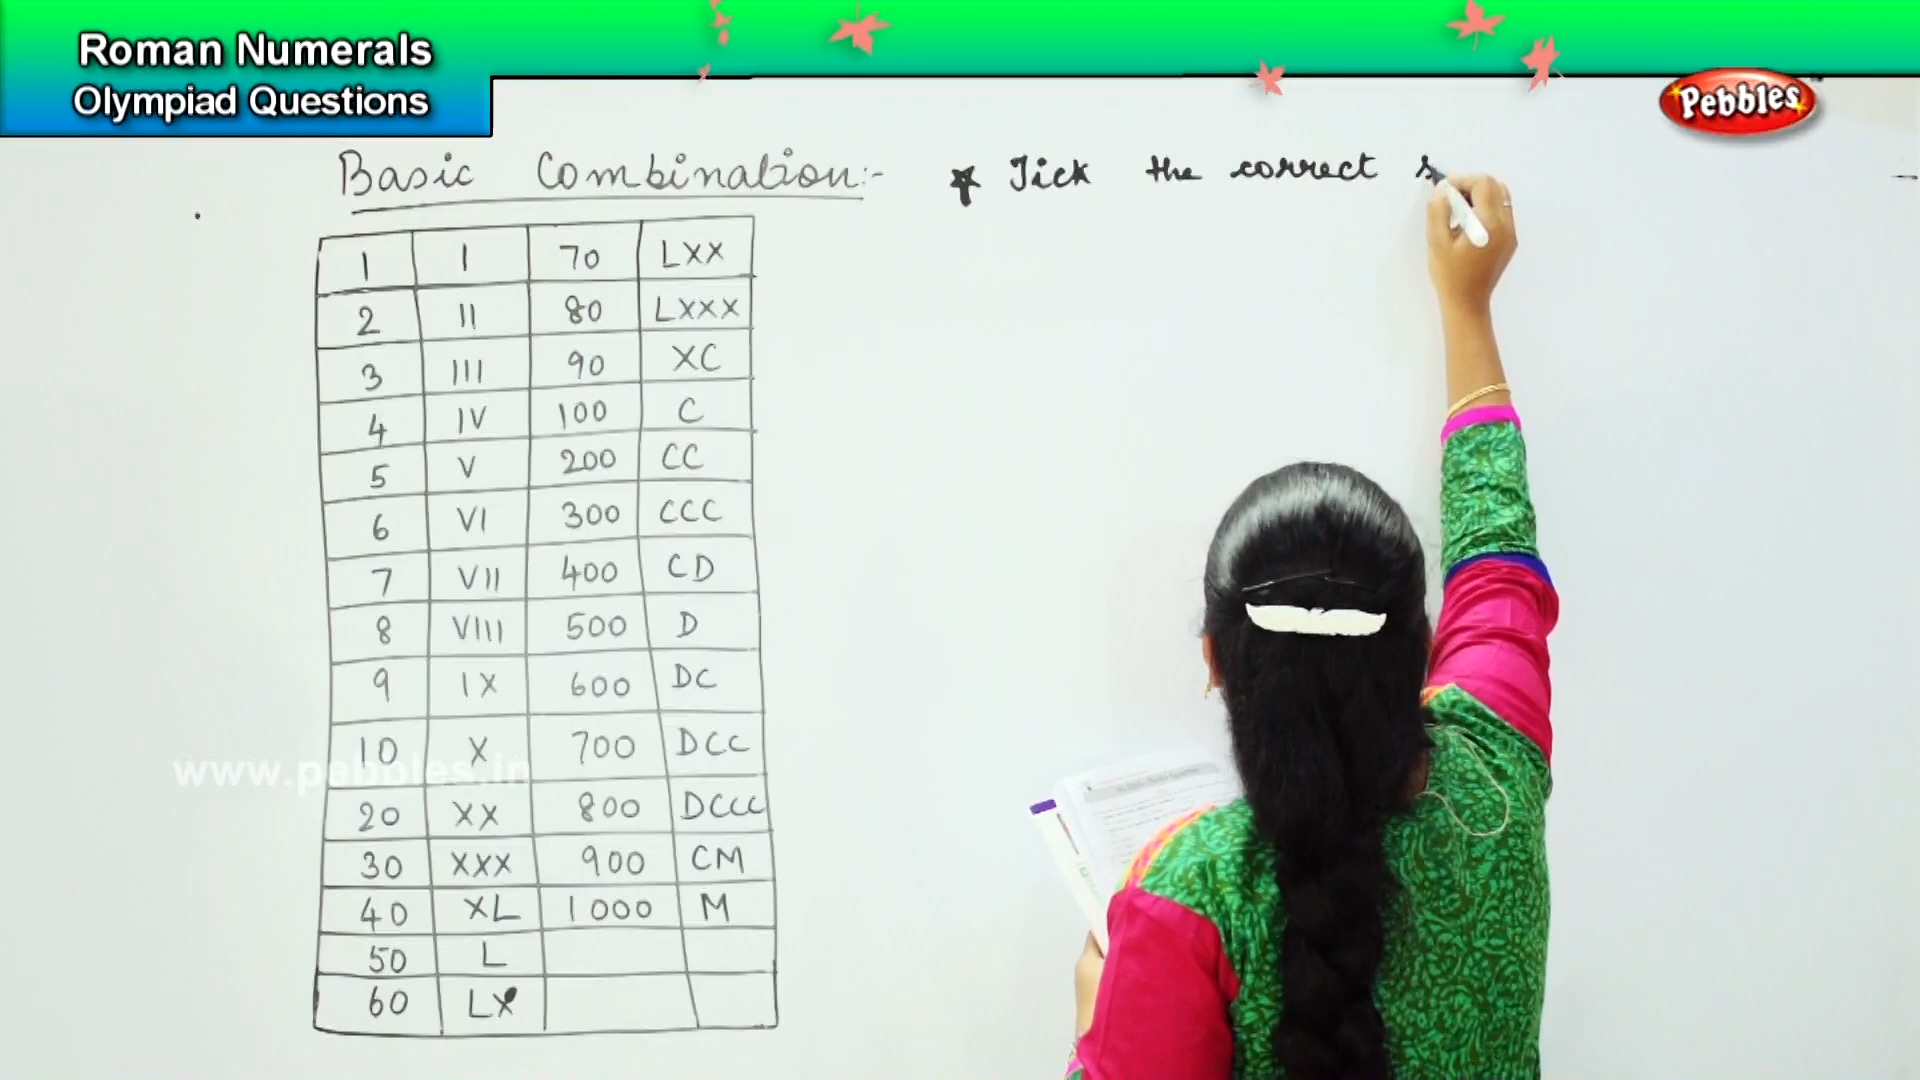 Roman Numerals
Olympiad Questions
Pebbles
Basic Combination:-
★ Tick the correct s
1 I 70 LXX
2 II 80 LXXX
3 III 90 XC
4 IV 100 C
5 V 200 CC
6 VI 300 CCC
7 VII 400 CD
8 VIII 500 D
9 IX 600 DC
10 X 700 DCC
www.pebbles.in
20 XX 800 DCCC
30 XXX 900 CM
40 XL 1000 M
50 L
60 LX